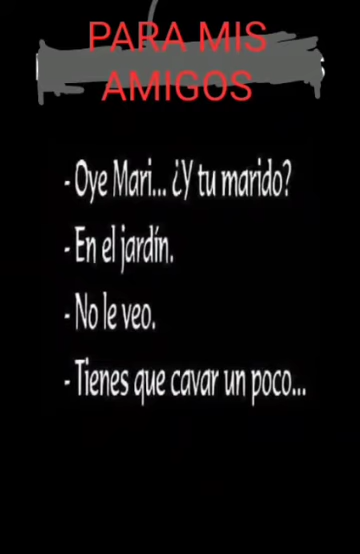 PARA MIS
AMIGOS
- Oye Mari... ¿Y tu marido?
- En el jardín.
- No le veo.
- Tienes que cavar un poco...